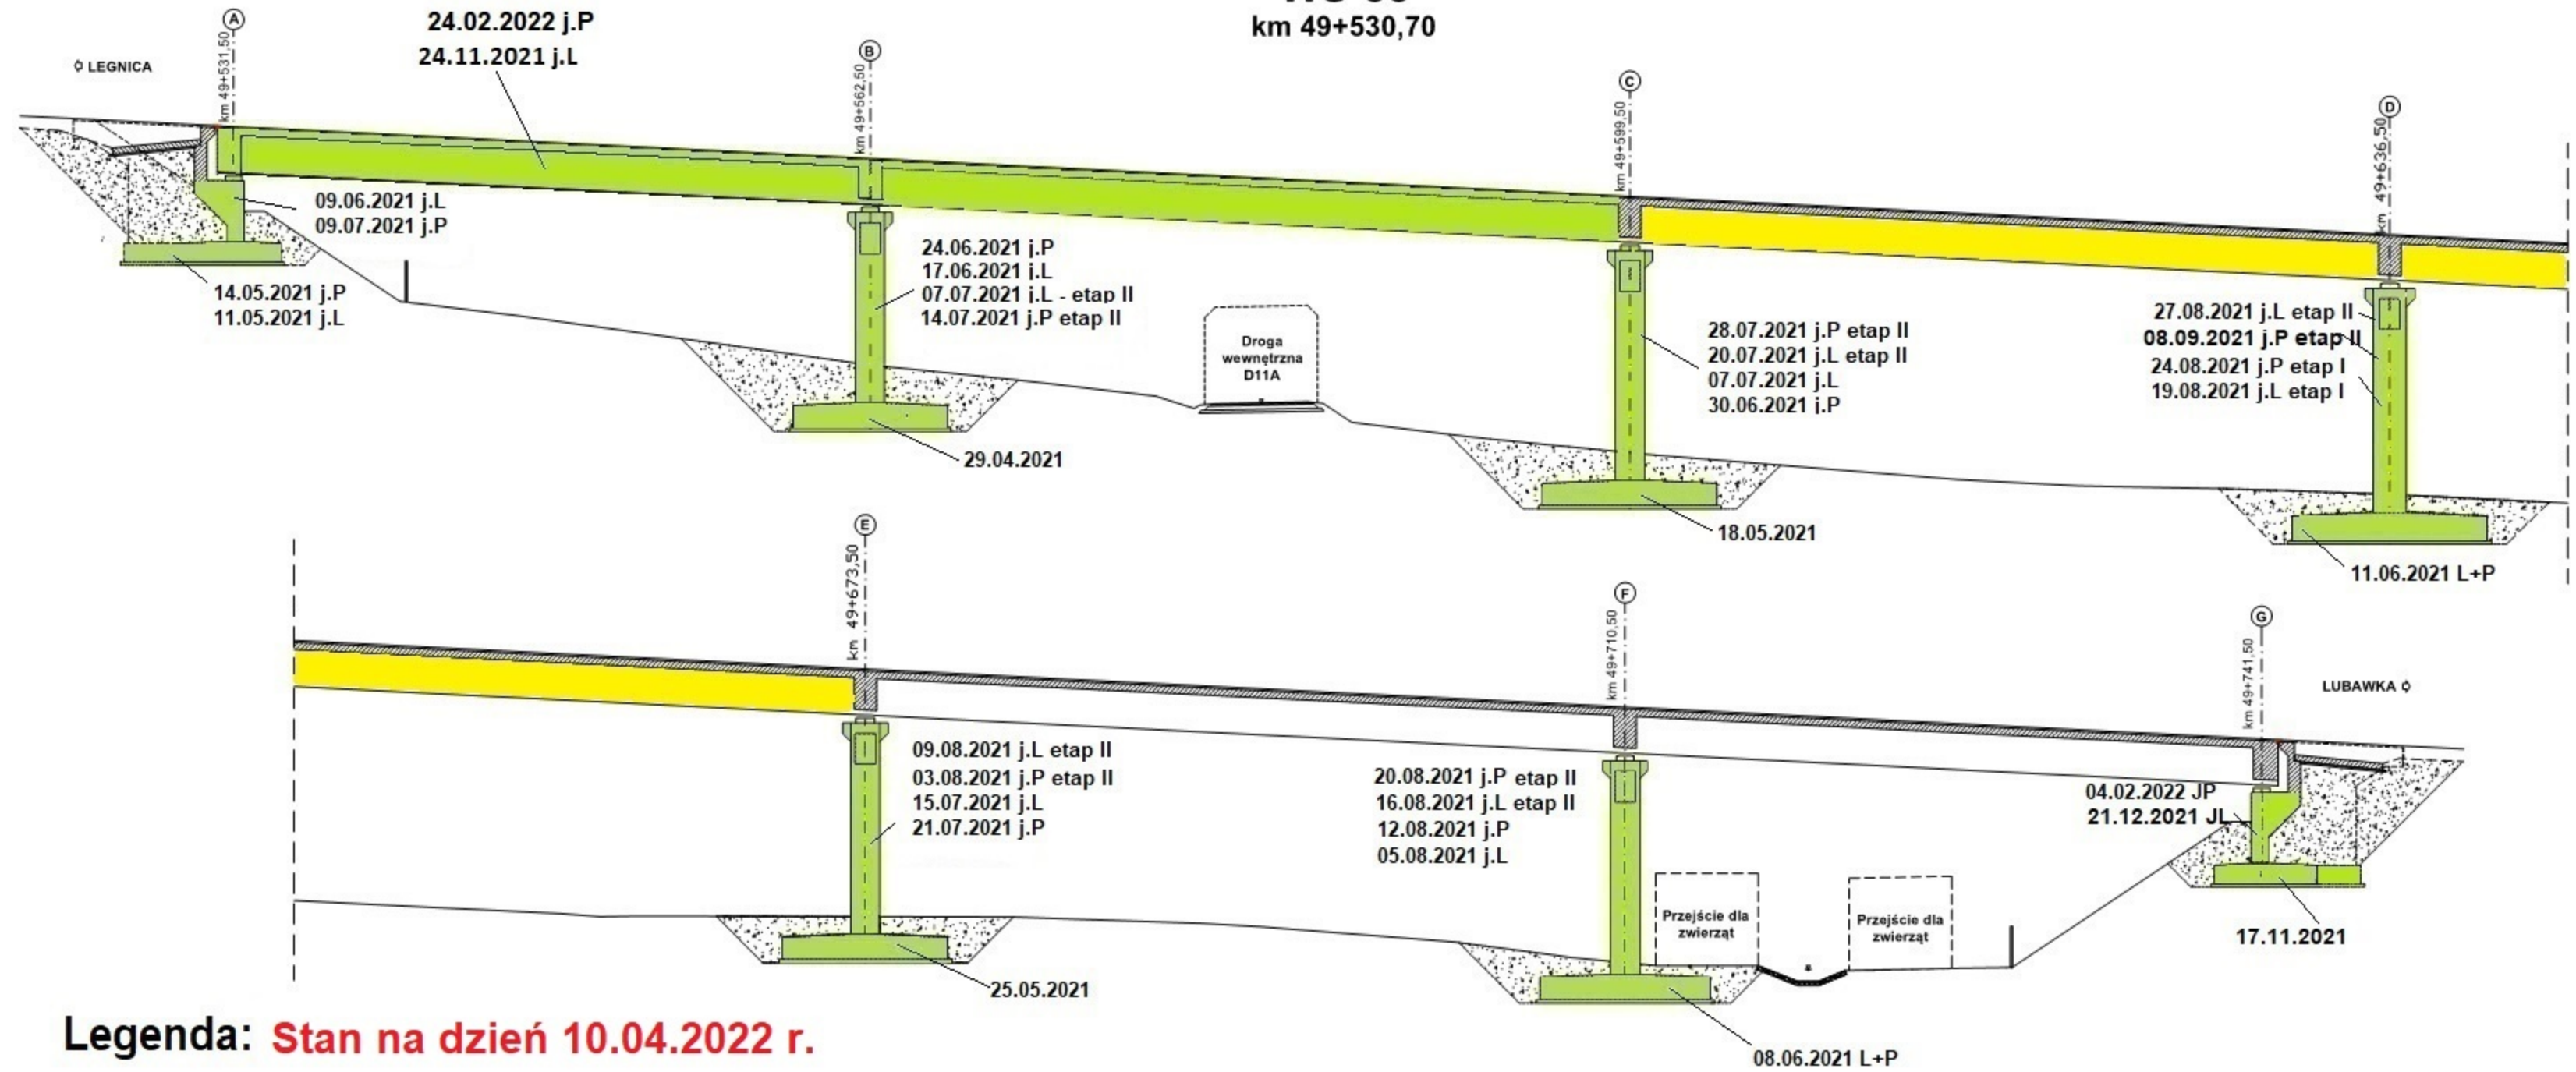 km 49+530,70
A
km 49+531,50
LEGNICA
24.02.2022 j.P
24.11.2021 j.L
B
km 49+562,50
C
km 49+599,50
D
km 49+636,50
09.06.2021 j.L
09.07.2021 j.P
14.05.2021 j.P
11.05.2021 j.L
24.06.2021 j.P
17.06.2021 j.L
07.07.2021 j.L - etap II
14.07.2021 j.P etap II
29.04.2021
Droga
wewnętrzna
D11A
28.07.2021 j.P etap II
20.07.2021 j.L etap II
07.07.2021 j.L
30.06.2021 j.P
18.05.2021
27.08.2021 j.L etap II
08.09.2021 j.P etap II
24.08.2021 j.P etap I
19.08.2021 j.L etap I
11.06.2021 L+P
E
km 49+673,50
F
km 49+710,50
G
km 49+741,50
LUBAWKA
09.08.2021 j.L etap II
03.08.2021 j.P etap II
15.07.2021 j.L
21.07.2021 j.P
25.05.2021
20.08.2021 j.P etap II
16.08.2021 j.L etap II
12.08.2021 j.P
05.08.2021 j.L
08.06.2021 L+P
Przejście dla
zwierząt
Przejście dla
zwierząt
04.02.2022 JP
21.12.2021 JL
17.11.2021
Legenda: Stan na dzień 10.04.2022 r.